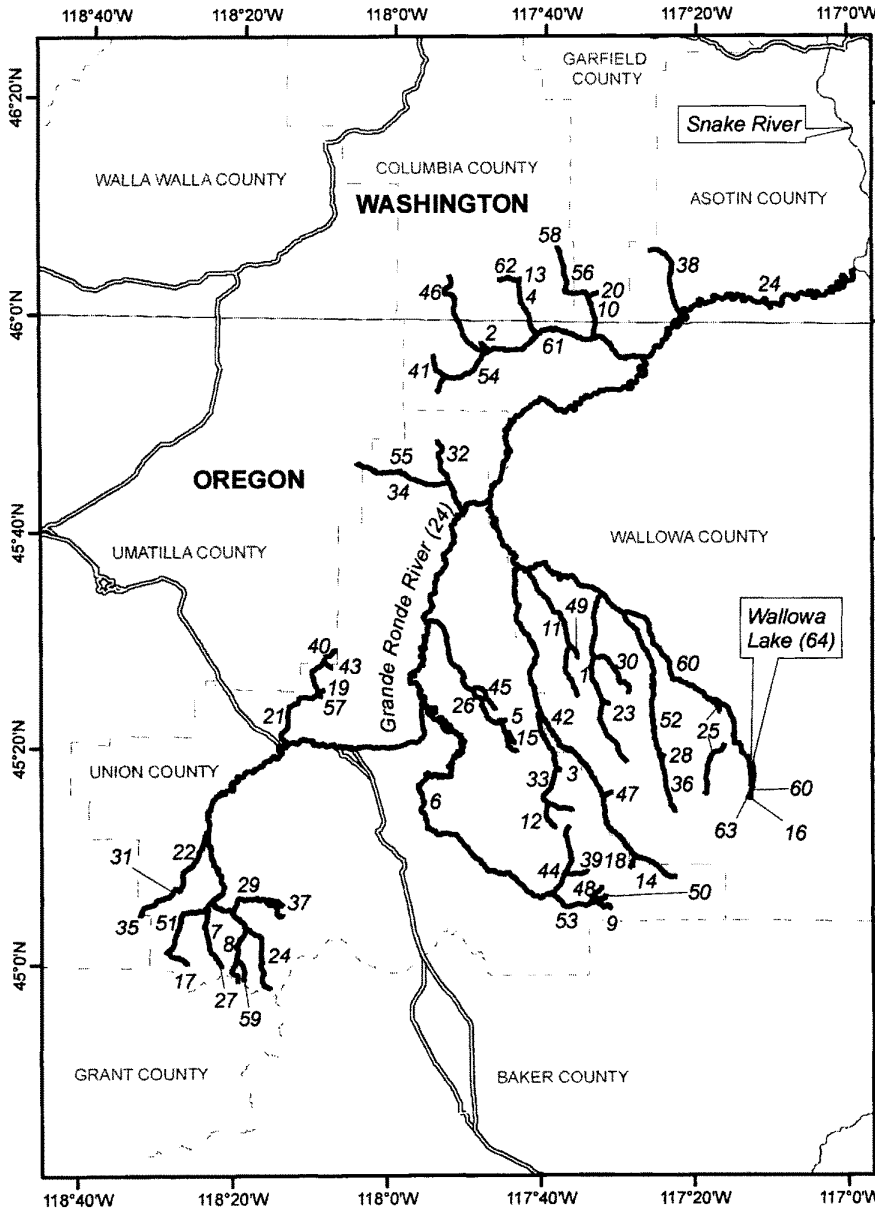 118°40'W 118°20'W 118°0'W 117°40'W 117°20'W 117°0'W
46°20'N
46°0'N
45°40'N
45°20'N
45°0'N
GARFIELD
COUNTY
Snake River
COLUMBIA COUNTY
WALLA WALLA COUNTY
ASOTIN COUNTY
WASHINGTON
58
62 13 56 38
46 4 20 24
10
2 61
41 54
55 32
OREGON
34
Grande Ronde River (24)
WALLOWA COUNTY
UMATILLA COUNTY
49
11
Wallowa
Lake (64)
40 43
1 30 60
19 45
57 26 5 42 23 52
21 15 25
28
UNION COUNTY
33 3 36
6 47 60
12 63 16
22 39 18
31 44 14
29 48 50
37
35 51 7 53 9
8 24
17 27
59
GRANT COUNTY
BAKER COUNTY
118°40'W 118°20'W 118°0'W 117°40'W 117°20'W 117°0'W